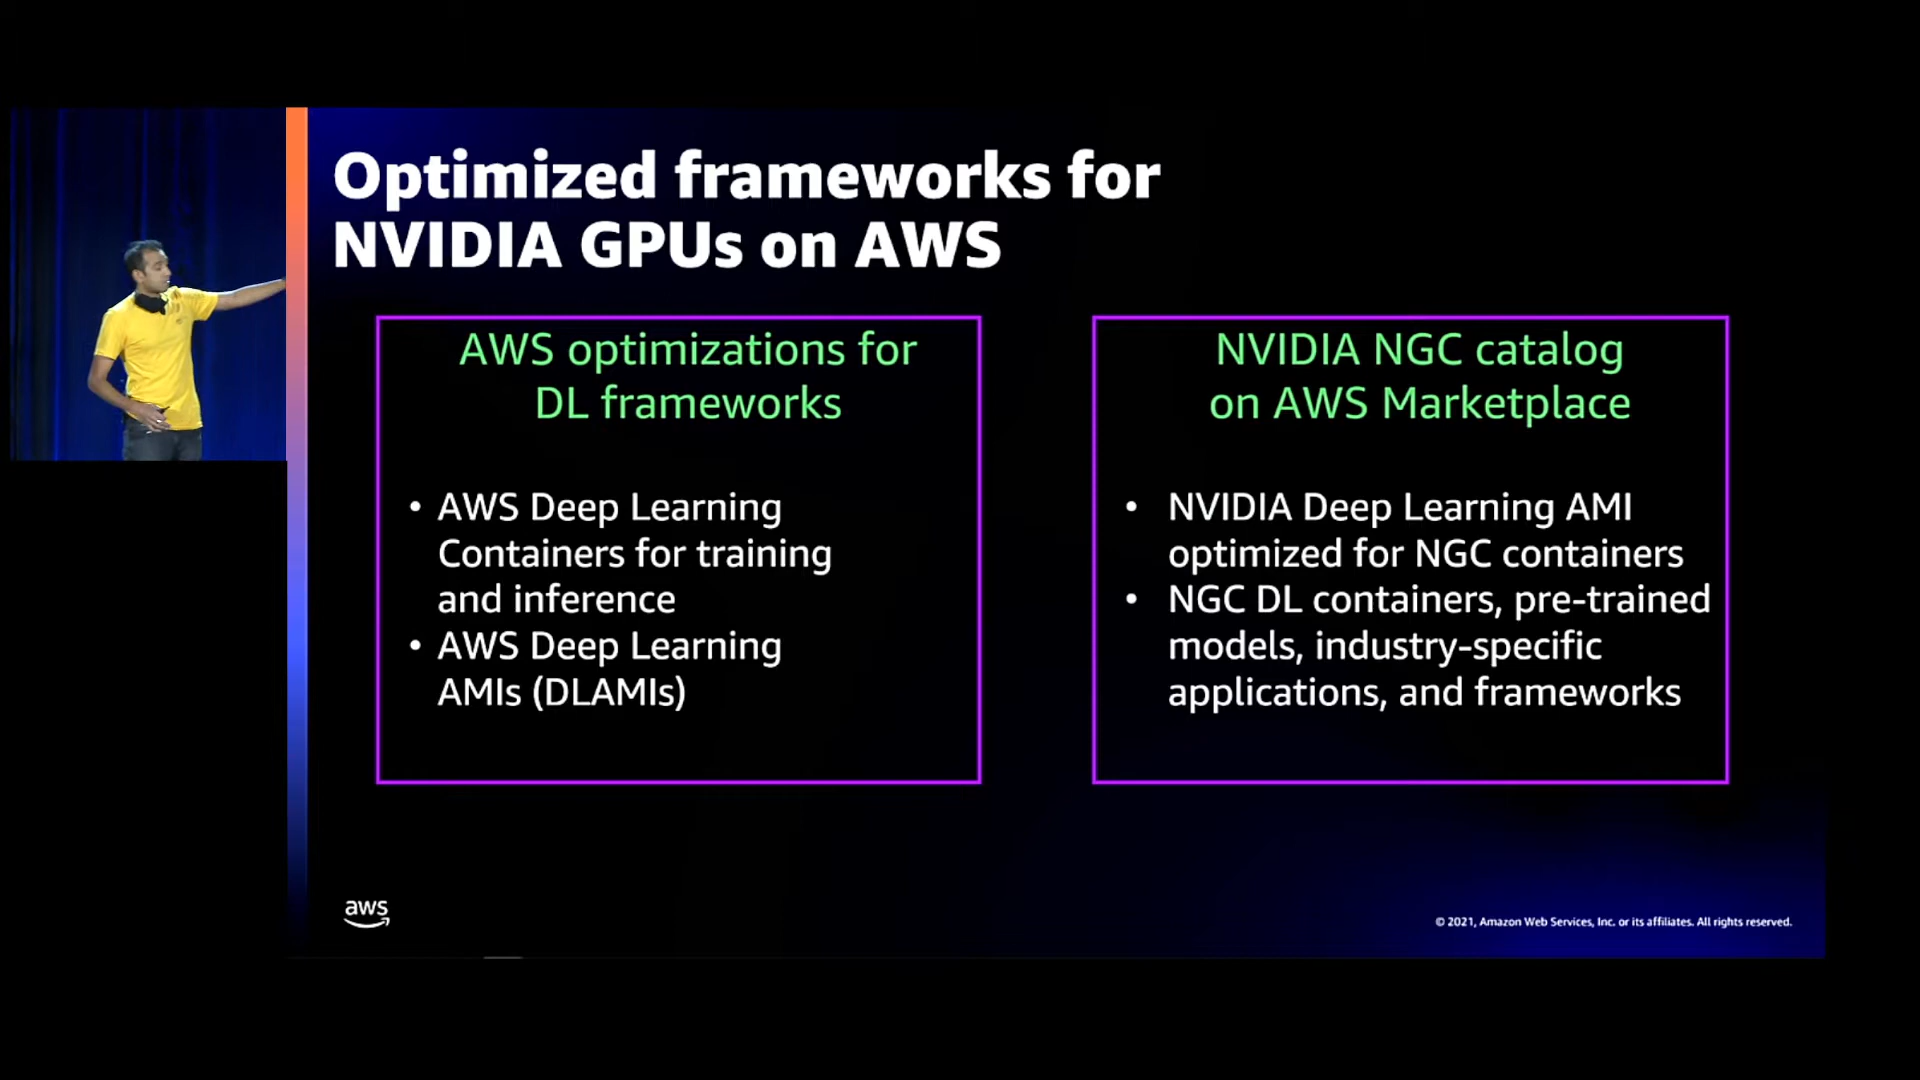 Optimized frameworks for
NVIDIA GPUs on AWS
AWS optimizations for
DL frameworks
• AWS Deep Learning
Containers for training
and inference
• AWS Deep Learning
AMIs (DLAMIs)
NVIDIA NGC catalog
on AWS Marketplace
• NVIDIA Deep Learning AMI
optimized for NGC containers
• NGC DL containers, pre-trained
models, industry-specific
applications, and frameworks
aws
© 2021, Amazon Web Services, Inc. or its affiliates. All rights reserved.